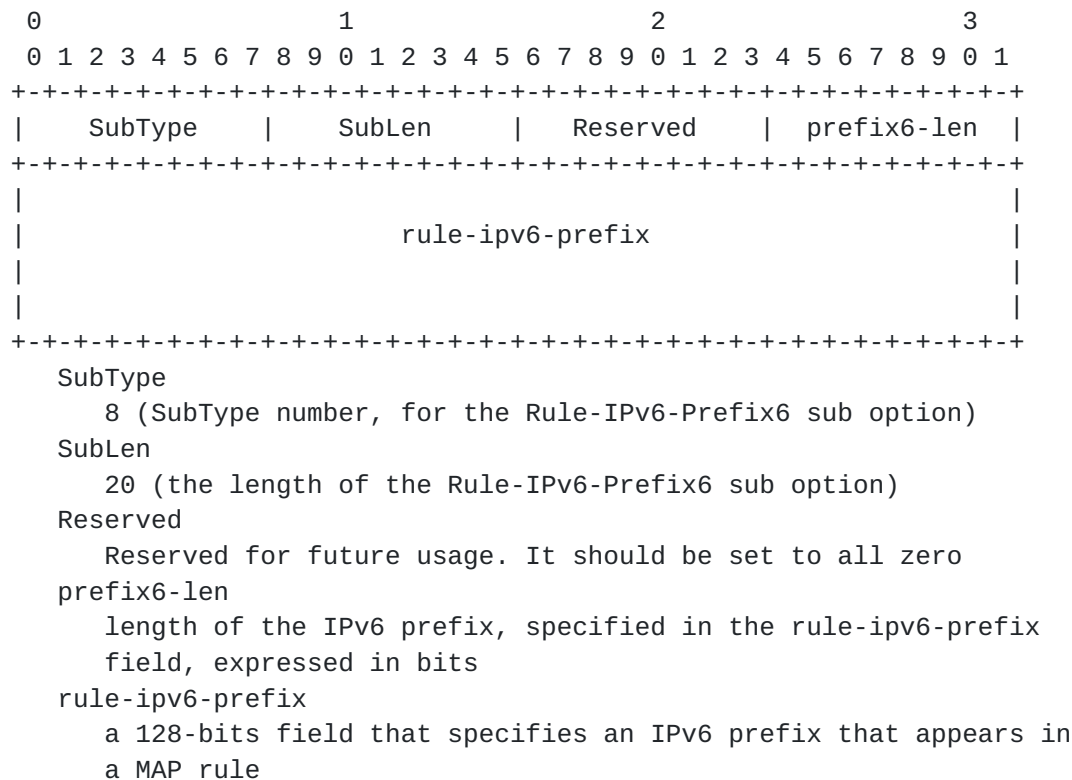 0                   1                   2                   3
 0 1 2 3 4 5 6 7 8 9 0 1 2 3 4 5 6 7 8 9 0 1 2 3 4 5 6 7 8 9 0 1
+-+-+-+-+-+-+-+-+-+-+-+-+-+-+-+-+-+-+-+-+-+-+-+-+-+-+-+-+-+-+-+-+
|    SubType    |    SubLen     |   Reserved    |  prefix6-len  |
+-+-+-+-+-+-+-+-+-+-+-+-+-+-+-+-+-+-+-+-+-+-+-+-+-+-+-+-+-+-+-+-+
|                                                               |
|                        rule-ipv6-prefix                       |
|                                                               |
|                                                               |
+-+-+-+-+-+-+-+-+-+-+-+-+-+-+-+-+-+-+-+-+-+-+-+-+-+-+-+-+-+-+-+-+
   SubType
      8 (SubType number, for the Rule-IPv6-Prefix6 sub option)
   SubLen
      20 (the length of the Rule-IPv6-Prefix6 sub option)
   Reserved
      Reserved for future usage. It should be set to all zero
   prefix6-len
      length of the IPv6 prefix, specified in the rule-ipv6-prefix
      field, expressed in bits
   rule-ipv6-prefix
      a 128-bits field that specifies an IPv6 prefix that appears in
      a MAP rule